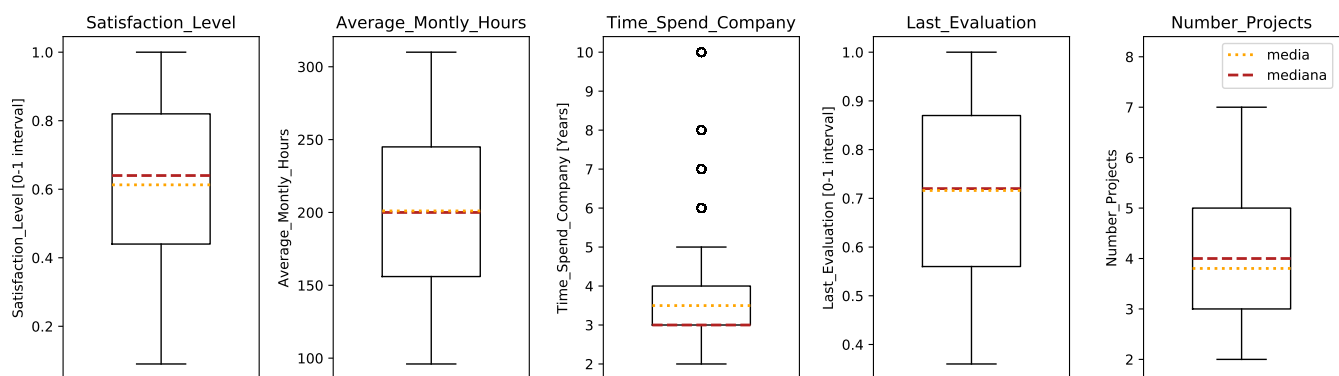 Satisfaction_Level
Satisfaction_Level [0-1 interval]
1.0
0.8
0.6
0.4
0.2
Average_Montly_Hours
Average_Montly_Hours
300
250
200
150
100
Time_Spend_Company
Time_Spend_Company [Years]
10
9
8
7
6
5
4
3
2
Last_Evaluation
Last_Evaluation [0-1 interval]
1.0
0.9
0.8
0.7
0.6
0.5
0.4
Number_Projects
Number_Projects
8
7
6
5
4
3
2
media
mediana